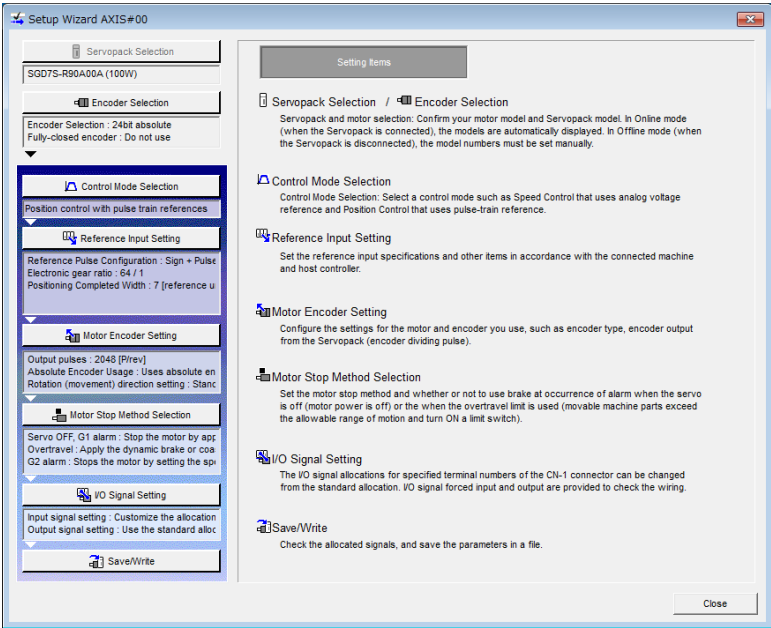 Setup Wizard AXIS#00
Servopack Selection
SGD7S-R90A00A (100W)
Encoder Selection
Encoder Selection : 24bit absolute
Fully-closed encoder : Do not use
Control Mode Selection
Position control with pulse train references
Reference Input Setting
Reference Pulse Configuration : Sign + Pulse
Electronic gear ratio : 64 / 1
Positioning Completed Width : 7 [reference u
Motor Encoder Setting
Output pulses : 2048 [P/rev]
Absolute Encoder Usage : Uses absolute en
Rotation (movement) direction setting : Stanc
Motor Stop Method Selection
Servo OFF, G1 alarm : Stop the motor by app
Overtravel : Apply the dynamic brake or coa
G2 alarm : Stops the motor by setting the spe
I/O Signal Setting
Input signal setting : Customize the allocation
Output signal setting : Use the standard alloc
Save/Write
Setting Items
Servopack Selection / Encoder Selection
Servopack and motor selection: Confirm your motor model and Servopack model. In Online mode
(when the Servopack is connected), the models are automatically displayed. In Offline mode (when
the Servopack is disconnected), the model numbers must be set manually.
Control Mode Selection
Control Mode Selection: Select a control mode such as Speed Control that uses analog voltage
reference and Position Control that uses pulse-train reference.
Reference Input Setting
Set the reference input specifications and other items in accordance with the connected machine
and host controller.
Motor Encoder Setting
Configure the settings for the motor and encoder you use, such as encoder type, encoder output
from the Servopack (encoder dividing pulse).
Motor Stop Method Selection
Set the motor stop method and whether or not to use brake at occurrence of alarm when the servo
is off (motor power is off) or the when the overtravel limit is used (movable machine parts exceed
the allowable range of motion and turn ON a limit switch).
I/O Signal Setting
The I/O signal allocations for specified terminal numbers of the CN-1 connector can be changed
from the standard allocation. I/O signal forced input and output are provided to check the wiring.
Save/Write
Check the allocated signals, and save the parameters in a file.
Close